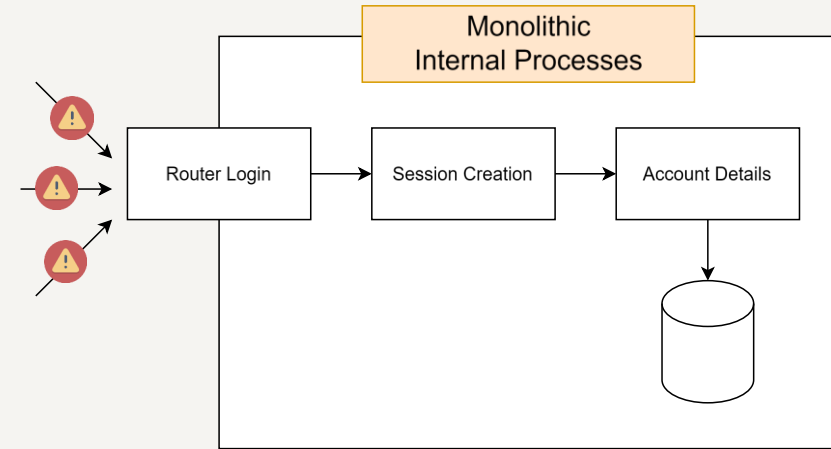 Monolithic
Internal Processes
Router Login
Session Creation
Account Details